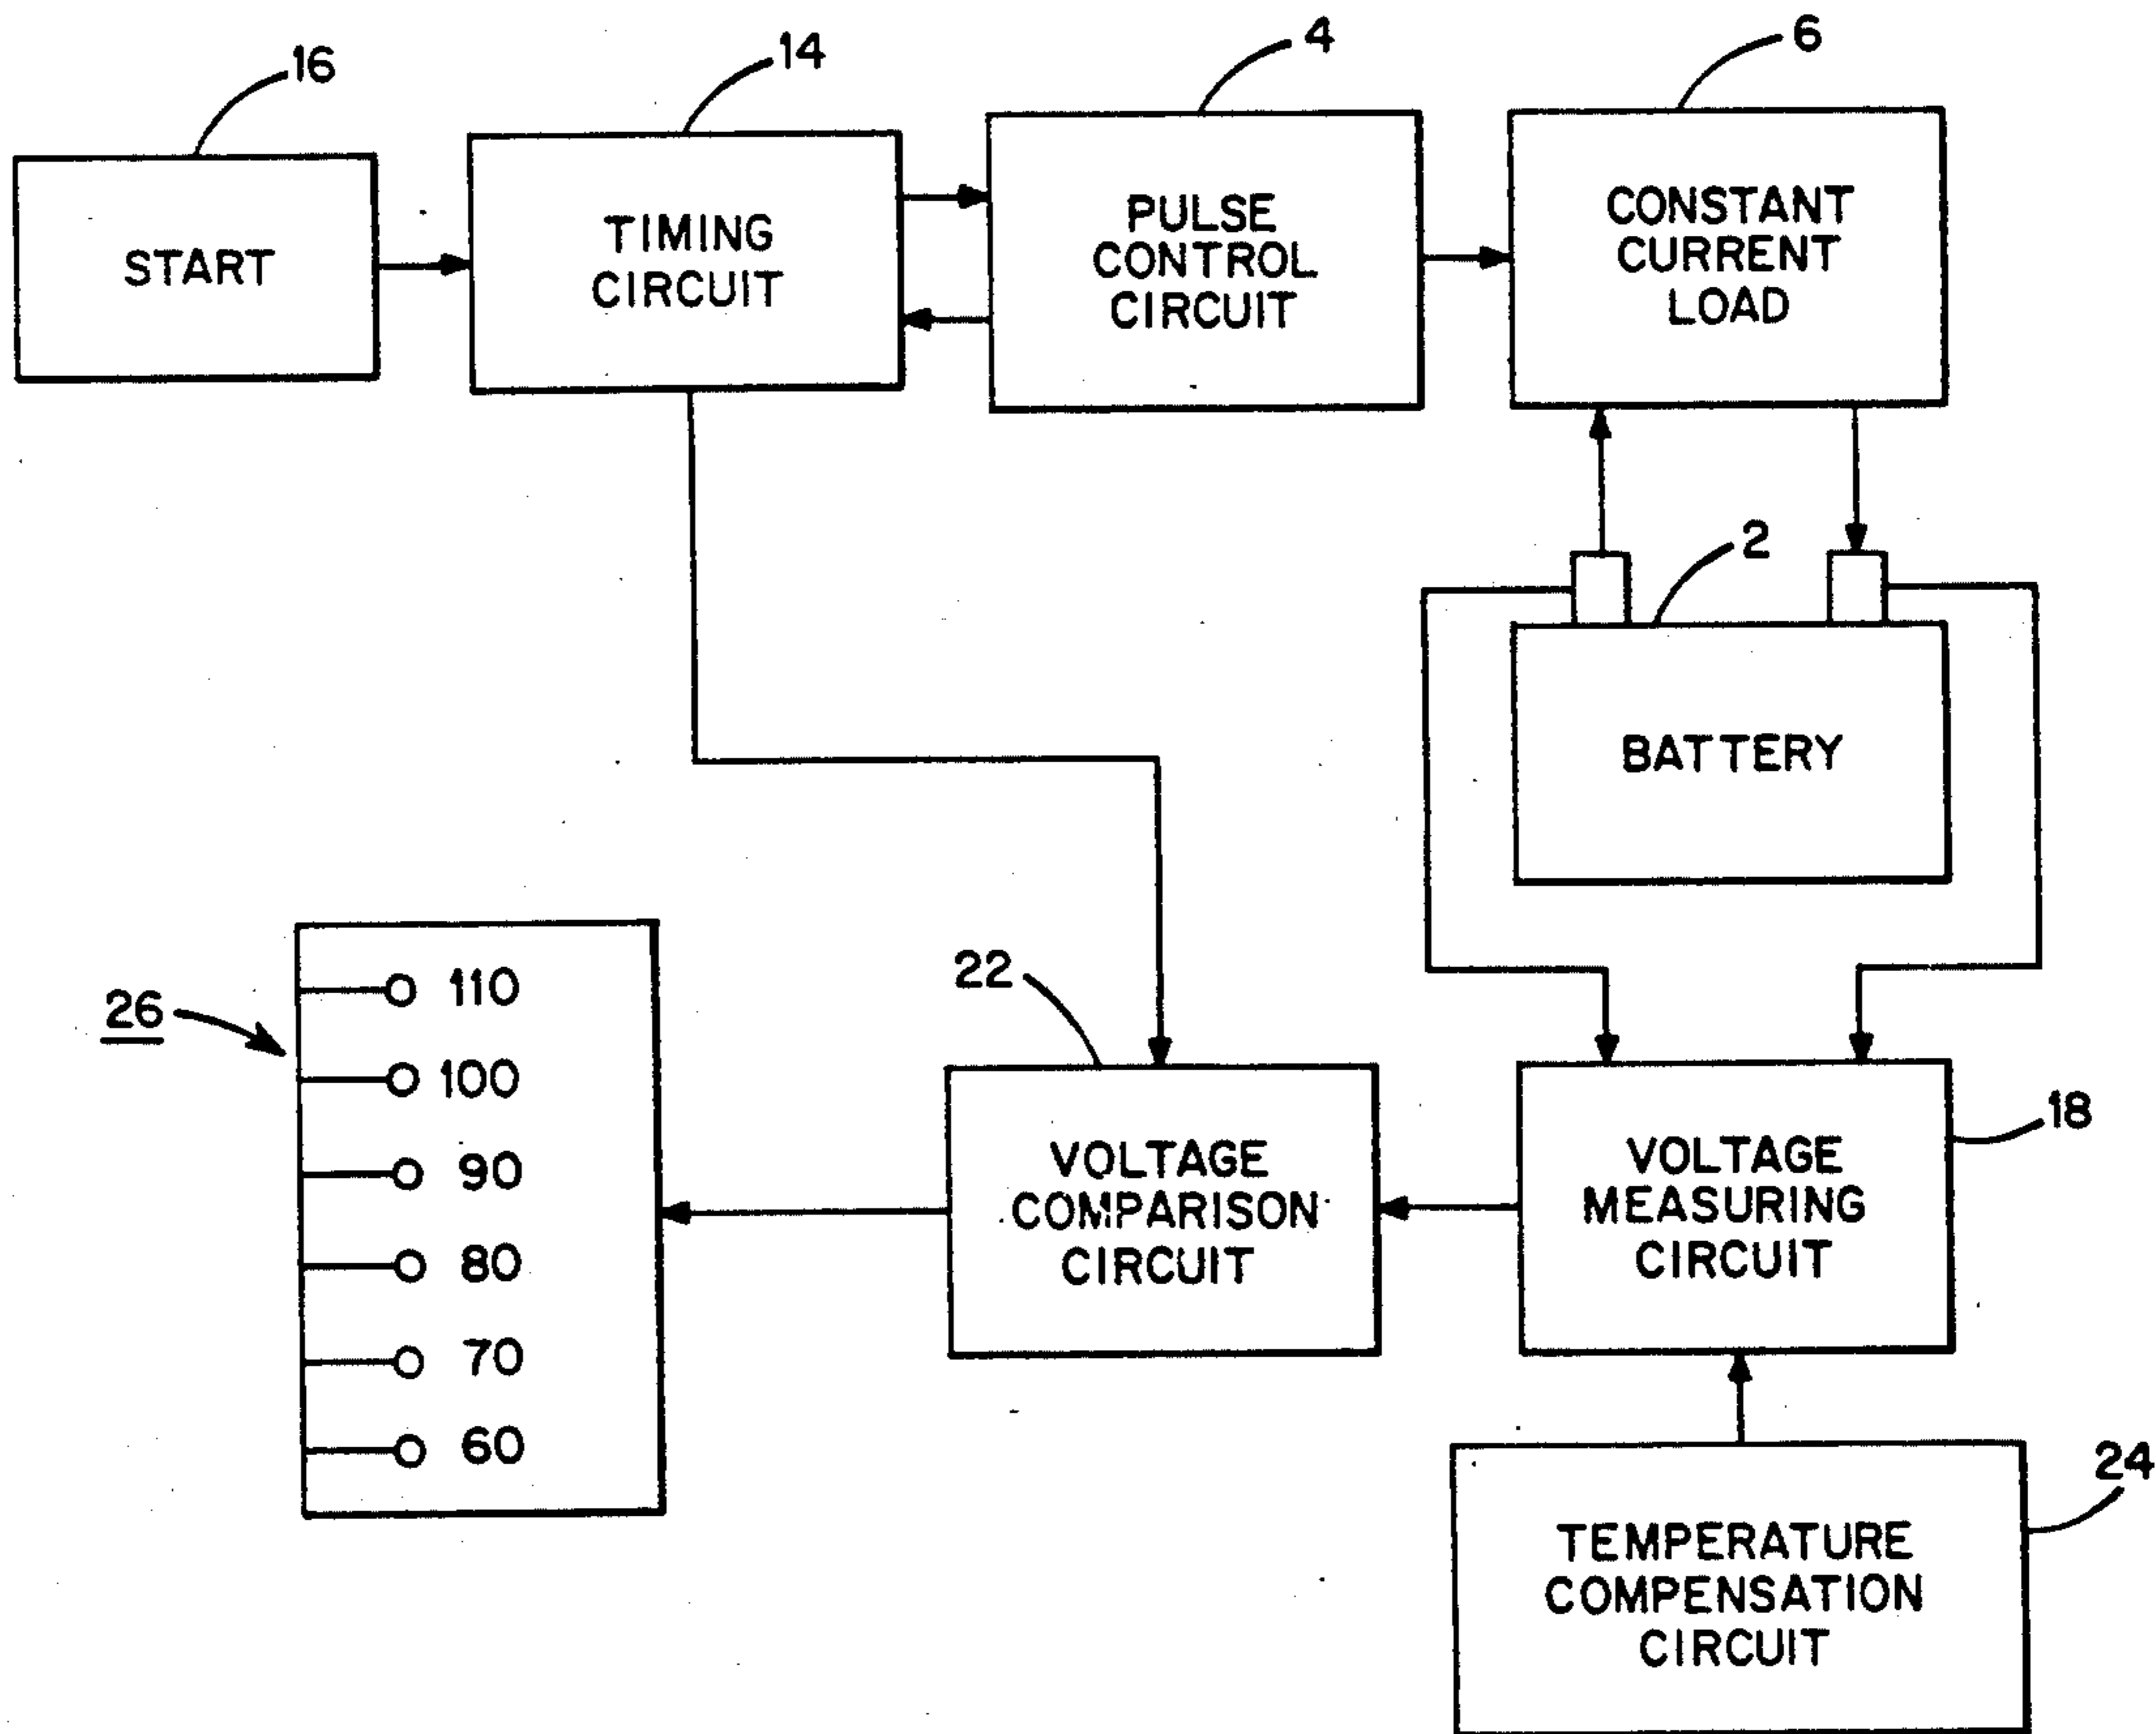 16
14
4
6
START
TIMING
CIRCUIT
PULSE
CONTROL
CIRCUIT
CONSTANT
CURRENT
LOAD
2
BATTERY
26
110
100
90
80
70
60
22
VOLTAGE
COMPARISON
CIRCUIT
18
VOLTAGE
MEASURING
CIRCUIT
24
TEMPERATURE
COMPENSATION
CIRCUIT